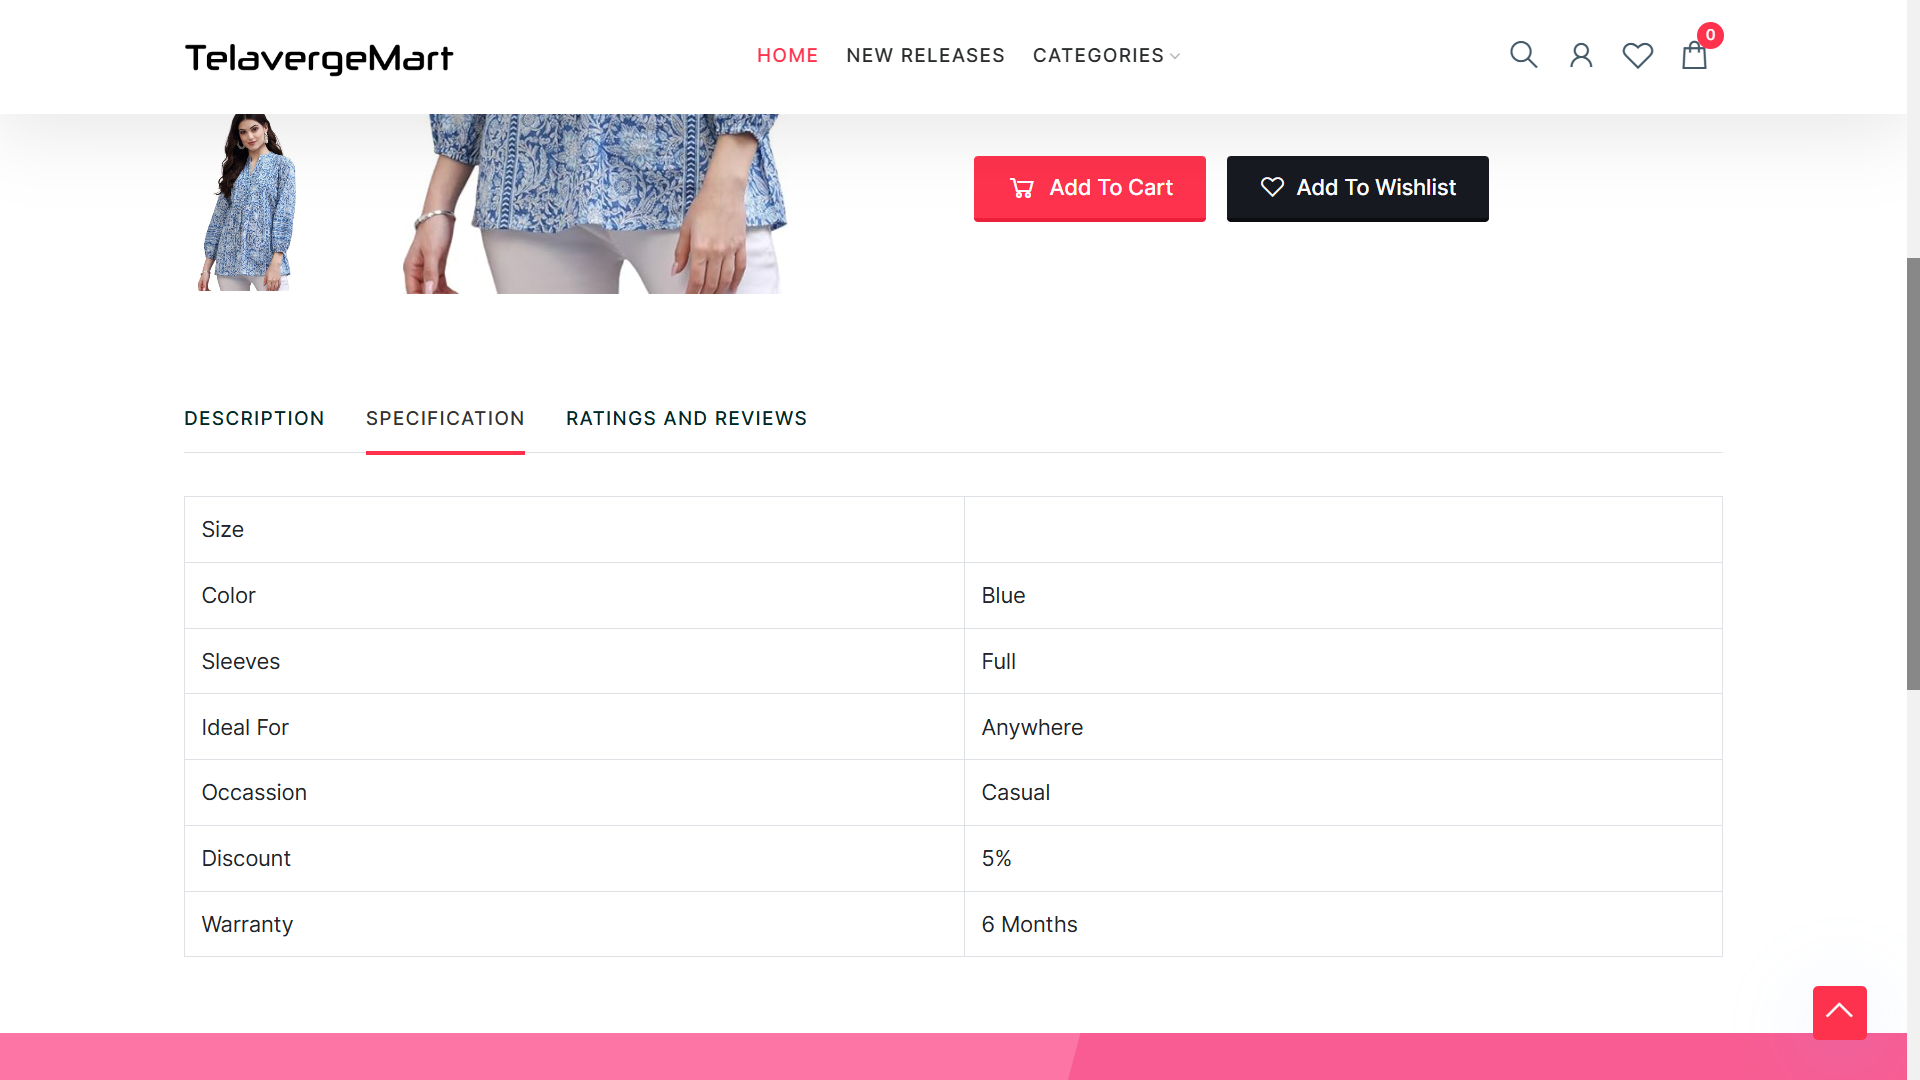 TelavergeMart
HOME NEW RELEASES CATEGORIES
0
Add To Cart Add To Wishlist
DESCRIPTION SPECIFICATION RATINGS AND REVIEWS
Size
Color Blue
Sleeves Full
Ideal For Anywhere
Occassion Casual
Discount 5%
Warranty 6 Months